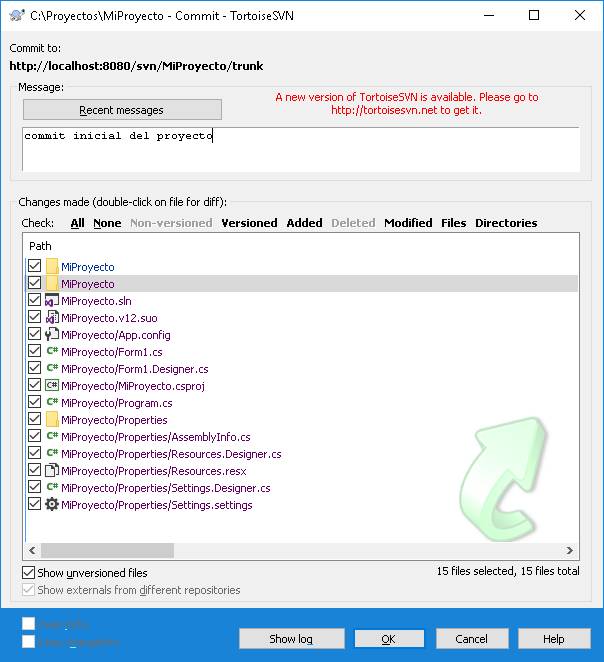 C:\Proyectos\MiProyecto - Commit - TortoiseSVN
Commit to:
http://localhost:8080/svn/MiProyecto/trunk
Message:
Recent messages
A new version of TortoiseSVN is available. Please go to
http://tortoisesvn.net to get it.
commit inicial del proyecto
Changes made (double-click on file for diff):
Check: All None Non-versioned Versioned Added Deleted Modified Files Directories
Path
MiProyecto
MiProyecto
MiProyecto.sln
MiProyecto.v12.suo
MiProyecto/App.config
C# MiProyecto/Form1.cs
C# MiProyecto/Form1.Designer.cs
C# MiProyecto/MiProyecto.csproj
C# MiProyecto/Program.cs
MiProyecto/Properties
C# MiProyecto/Properties/AssemblyInfo.cs
C# MiProyecto/Properties/Resources.Designer.cs
MiProyecto/Properties/Resources.resx
C# MiProyecto/Properties/Settings.Designer.cs
MiProyecto/Properties/Settings.settings
Show unversioned files
15 files selected, 15 files total
Show externals from different repositories
Show log
OK
Cancel
Help